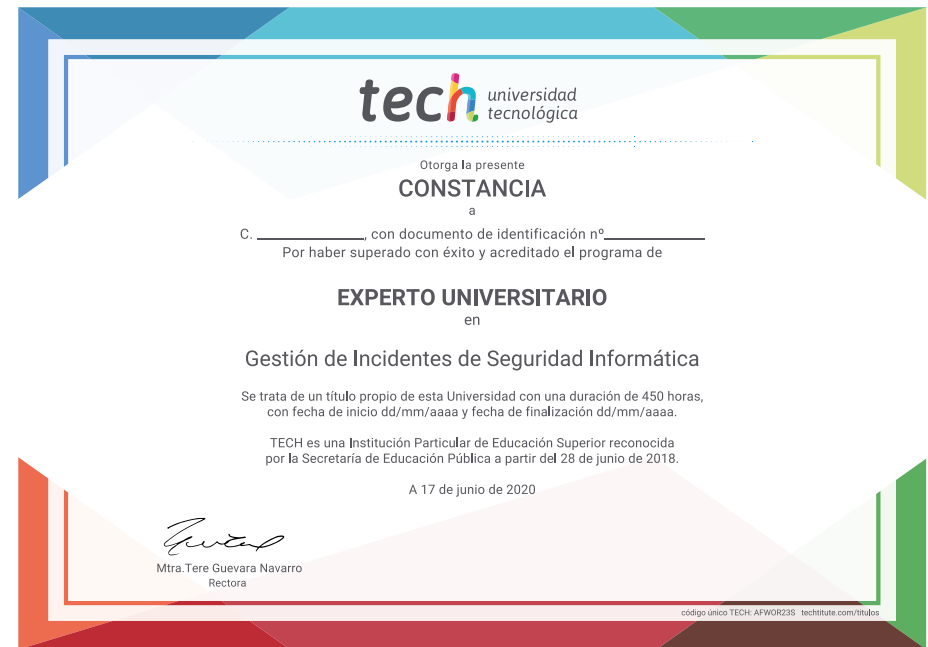 tech universidad
tecnológica
Otorga la presente
CONSTANCIA
a
C. ____________, con documento de identificación nº____________
Por haber superado con éxito y acreditado el programa de
EXPERTO UNIVERSITARIO
en
Gestión de Incidentes de Seguridad Informática
Se trata de un título propio de esta Universidad con una duración de 450 horas,
con fecha de inicio dd/mm/aaaa y fecha de finalización dd/mm/aaaa.
TECH es una Institución Particular de Educación Superior reconocida
por la Secretaría de Educación Pública a partir del 28 de junio de 2018.
A 17 de junio de 2020
Mtra.Tere Guevara Navarro
Rectora
código único TECH: AFWOR23S techtitute.com/titulos